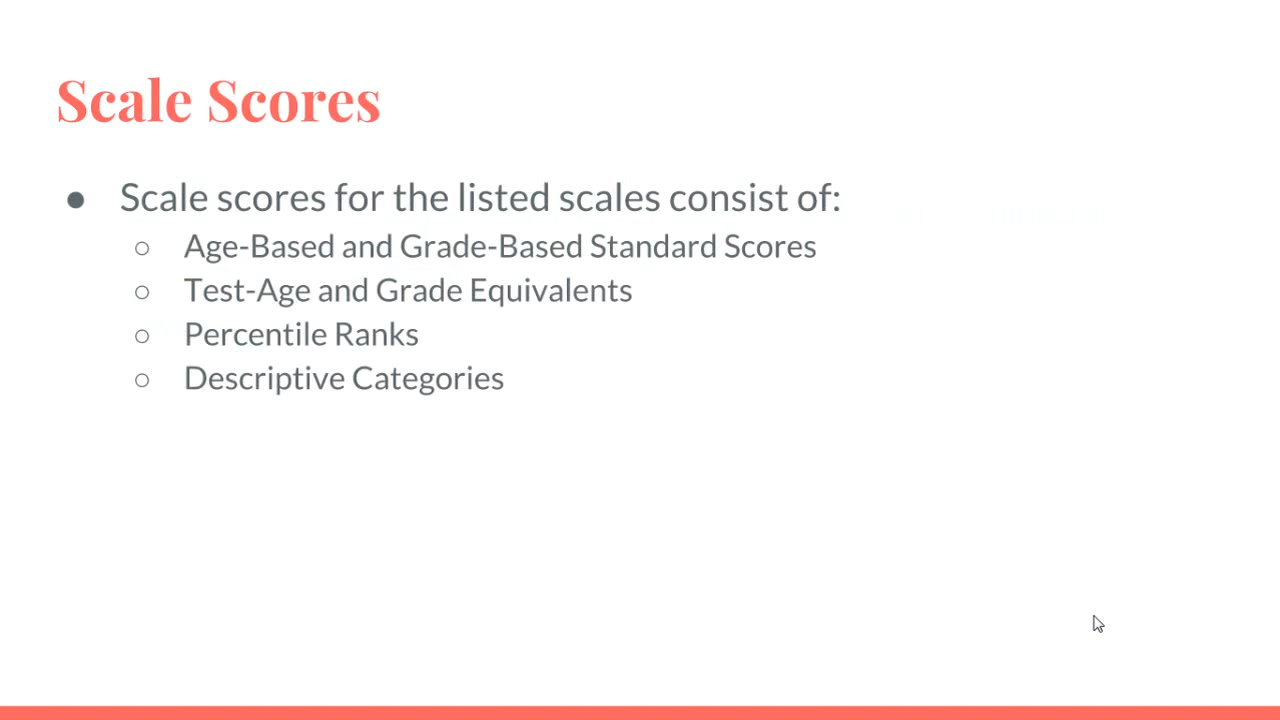 Scale Scores
● Scale scores for the listed scales consist of:
○ Age-Based and Grade-Based Standard Scores
○ Test-Age and Grade Equivalents
○ Percentile Ranks
○ Descriptive Categories